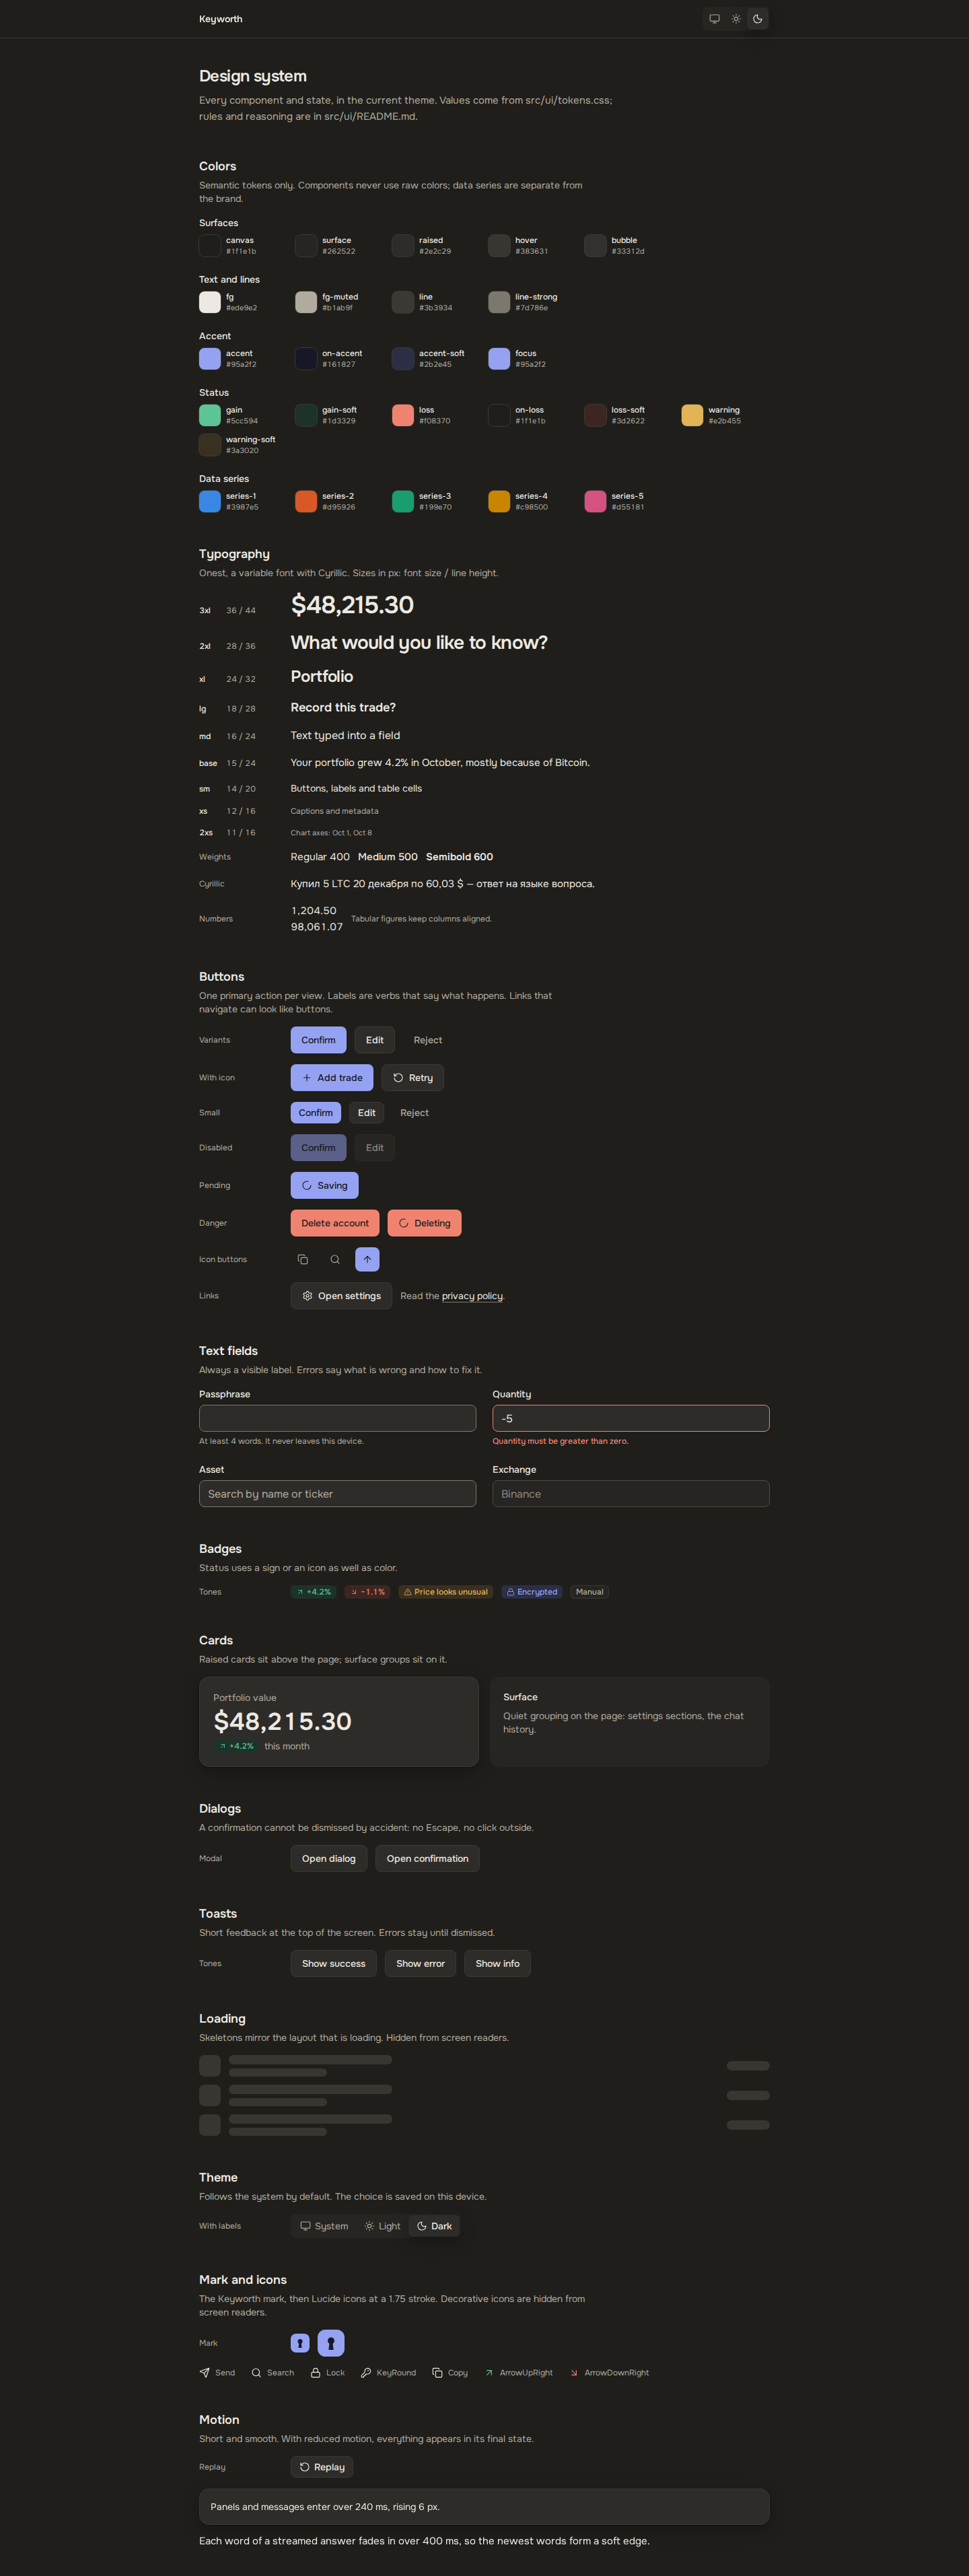 Keyworth
Design system
Every component and state, in the current theme. Values come from src/ui/tokens.css;
rules and reasoning are in src/ui/README.md.
Colors
Semantic tokens only. Components never use raw colors; data series are separate from
the brand.
Surfaces
canvas surface raised hover bubble
#1f1e1b #262522 #2e2c29 #383631 #33312d
Text and lines
fg fg-muted line line-strong
#ede9e2 #b1ab9f #3b3934 #7d786e
Accent
accent on-accent accent-soft focus
#95a2f2 #161827 #2b2e45 #95a2f2
Status
gain gain-soft loss on-loss loss-soft warning
#5cc594 #1d3329 #f08370 #1f1e1b #3d2622 #e2b455
warning-soft
#3a3020
Data series
series-1 series-2 series-3 series-4 series-5
#3987e5 #d95926 #199e70 #c98500 #d55181
Typography
Onest, a variable font with Cyrillic. Sizes in px: font size / line height.
3xl 36 / 44 $48,215.30
2xl 28 / 36 What would you like to know?
xl 24 / 32 Portfolio
lg 18 / 28 Record this trade?
md 16 / 24 Text typed into a field
base 15 / 24 Your portfolio grew 4.2% in October, mostly because of Bitcoin.
sm 14 / 20 Buttons, labels and table cells
xs 12 / 16 Captions and metadata
2xs 11 / 16 Chart axes: Oct 1, Oct 8
Weights Regular 400 Medium 500 Semibold 600
Cyrillic Купил 5 LTC 20 декабря по 60,03 $ — ответ на языке вопроса.
Numbers 1,204.50
98,061.07 Tabular figures keep columns aligned.
Buttons
One primary action per view. Labels are verbs that say what happens. Links that
navigate can look like buttons.
Variants Confirm Edit Reject
With icon Add trade Retry
Small Confirm Edit Reject
Disabled Confirm Edit
Pending Saving
Danger Delete account Deleting
Icon buttons
Links Open settings Read the privacy policy.
Text fields
Always a visible label. Errors say what is wrong and how to fix it.
Passphrase Quantity
-5
At least 4 words. It never leaves this device. Quantity must be greater than zero.
Asset Exchange
Search by name or ticker Binance
Badges
Status uses a sign or an icon as well as color.
Tones +4.2% −1.1% Price looks unusual Encrypted Manual
Cards
Raised cards sit above the page; surface groups sit on it.
Portfolio value
$48,215.30
+4.2% this month
Surface
Quiet grouping on the page: settings sections, the chat
history.
Dialogs
A confirmation cannot be dismissed by accident: no Escape, no click outside.
Modal Open dialog Open confirmation
Toasts
Short feedback at the top of the screen. Errors stay until dismissed.
Tones Show success Show error Show info
Loading
Skeletons mirror the layout that is loading. Hidden from screen readers.
Theme
Follows the system by default. The choice is saved on this device.
With labels System Light Dark
Mark and icons
The Keyworth mark, then Lucide icons at a 1.75 stroke. Decorative icons are hidden from
screen readers.
Mark
Send Search Lock KeyRound Copy ArrowUpRight ArrowDownRight
Motion
Short and smooth. With reduced motion, everything appears in its final state.
Replay Replay
Panels and messages enter over 240 ms, rising 6 px.
Each word of a streamed answer fades in over 400 ms, so the newest words form a soft edge.